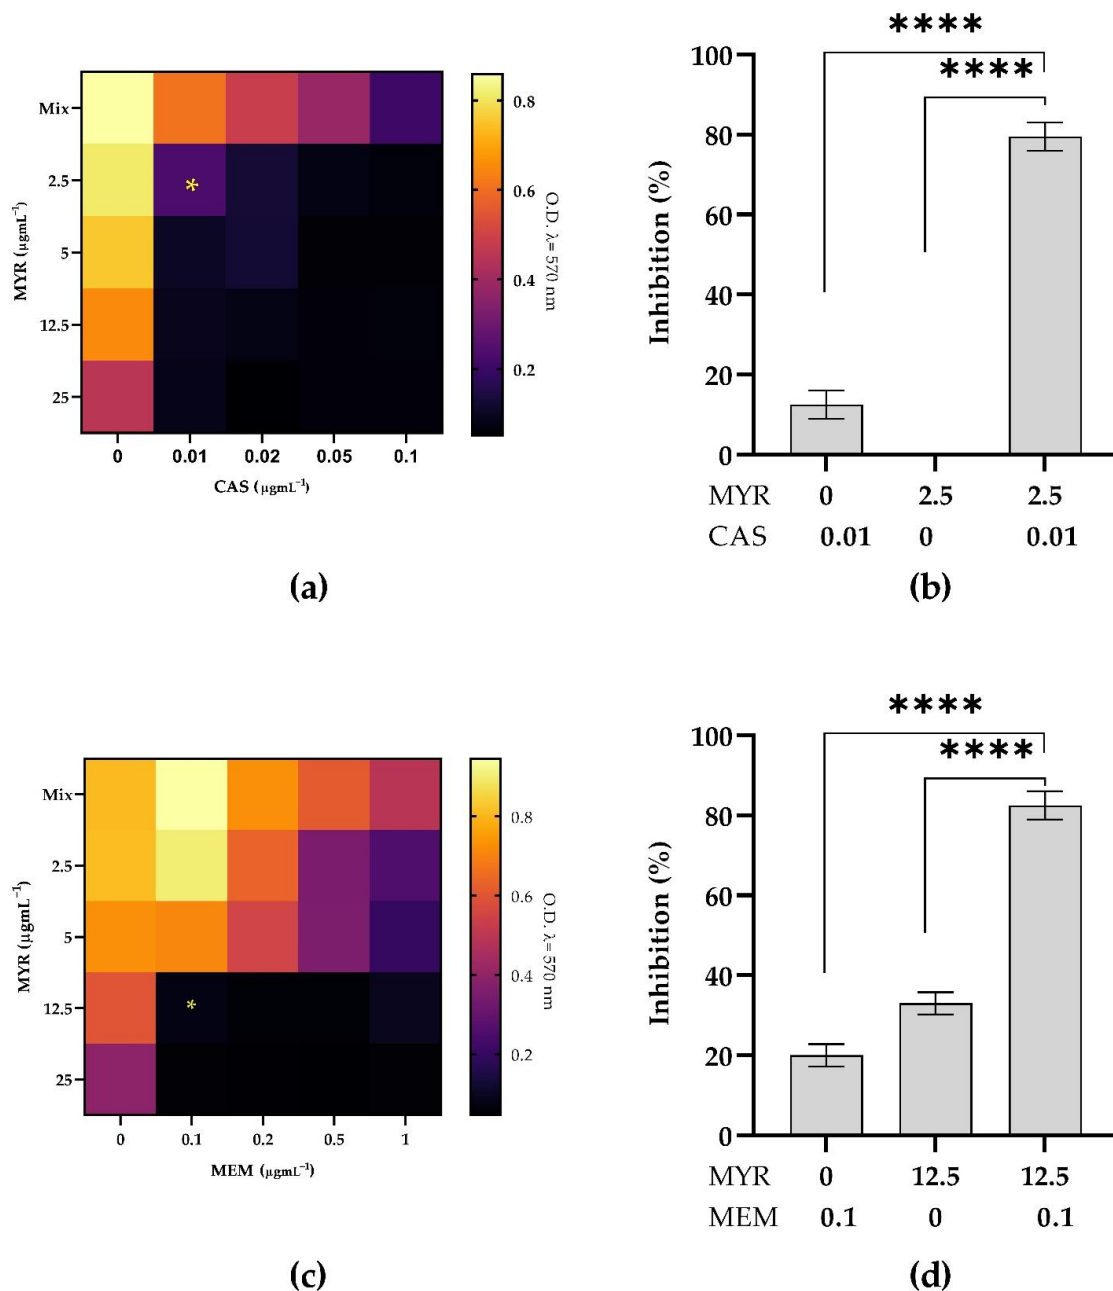 Mix
2.5
5
12.5
25
MYR (µgmL⁻¹)
*
0 0.01 0.02 0.05 0.1
CAS (µgmL⁻¹)
0.8
0.6
0.4
0.2
O.D. λ= 570 nm
(a)
****
****
100
80
60
40
20
0
Inhibition (%)
MYR 0 2.5 2.5
CAS 0.01 0 0.01
(b)
Mix
2.5
5
12.5
25
MYR (µgmL⁻¹)
*
0 0.1 0.2 0.5 1
MEM (µgmL⁻¹)
0.8
0.6
0.4
0.2
O.D. λ= 570 nm
(c)
****
****
100
80
60
40
20
0
Inhibition (%)
MYR 0 12.5 12.5
MEM 0.1 0 0.1
(d)